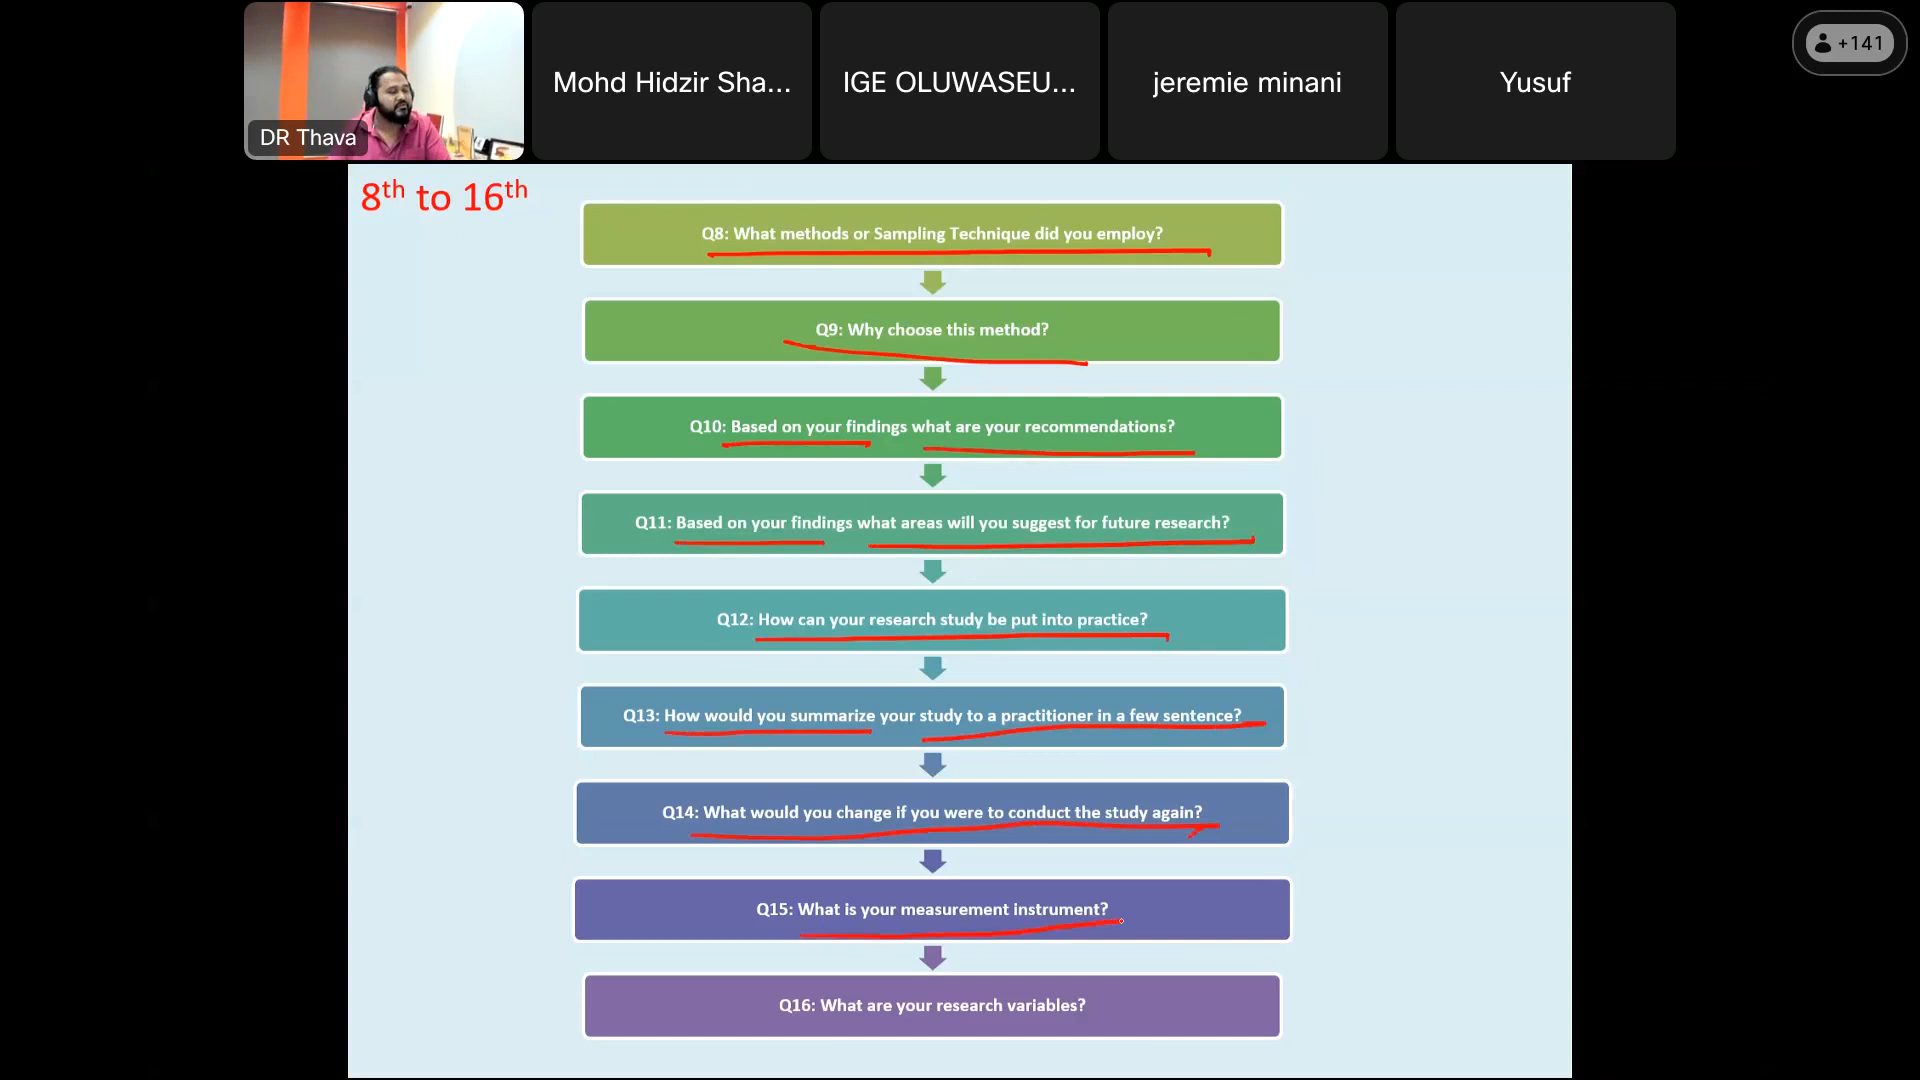 DR Thava
Mohd Hidzir Sha...
IGE OLUWASEU...
jeremie minani
Yusuf
+141
8th to 16th
Q8: What methods or Sampling Technique did you employ?
Q9: Why choose this method?
Q10: Based on your findings what are your recommendations?
Q11: Based on your findings what areas will you suggest for future research?
Q12: How can your research study be put into practice?
Q13: How would you summarize your study to a practitioner in a few sentence?
Q14: What would you change if you were to conduct the study again?
Q15: What is your measurement instrument?
Q16: What are your research variables?